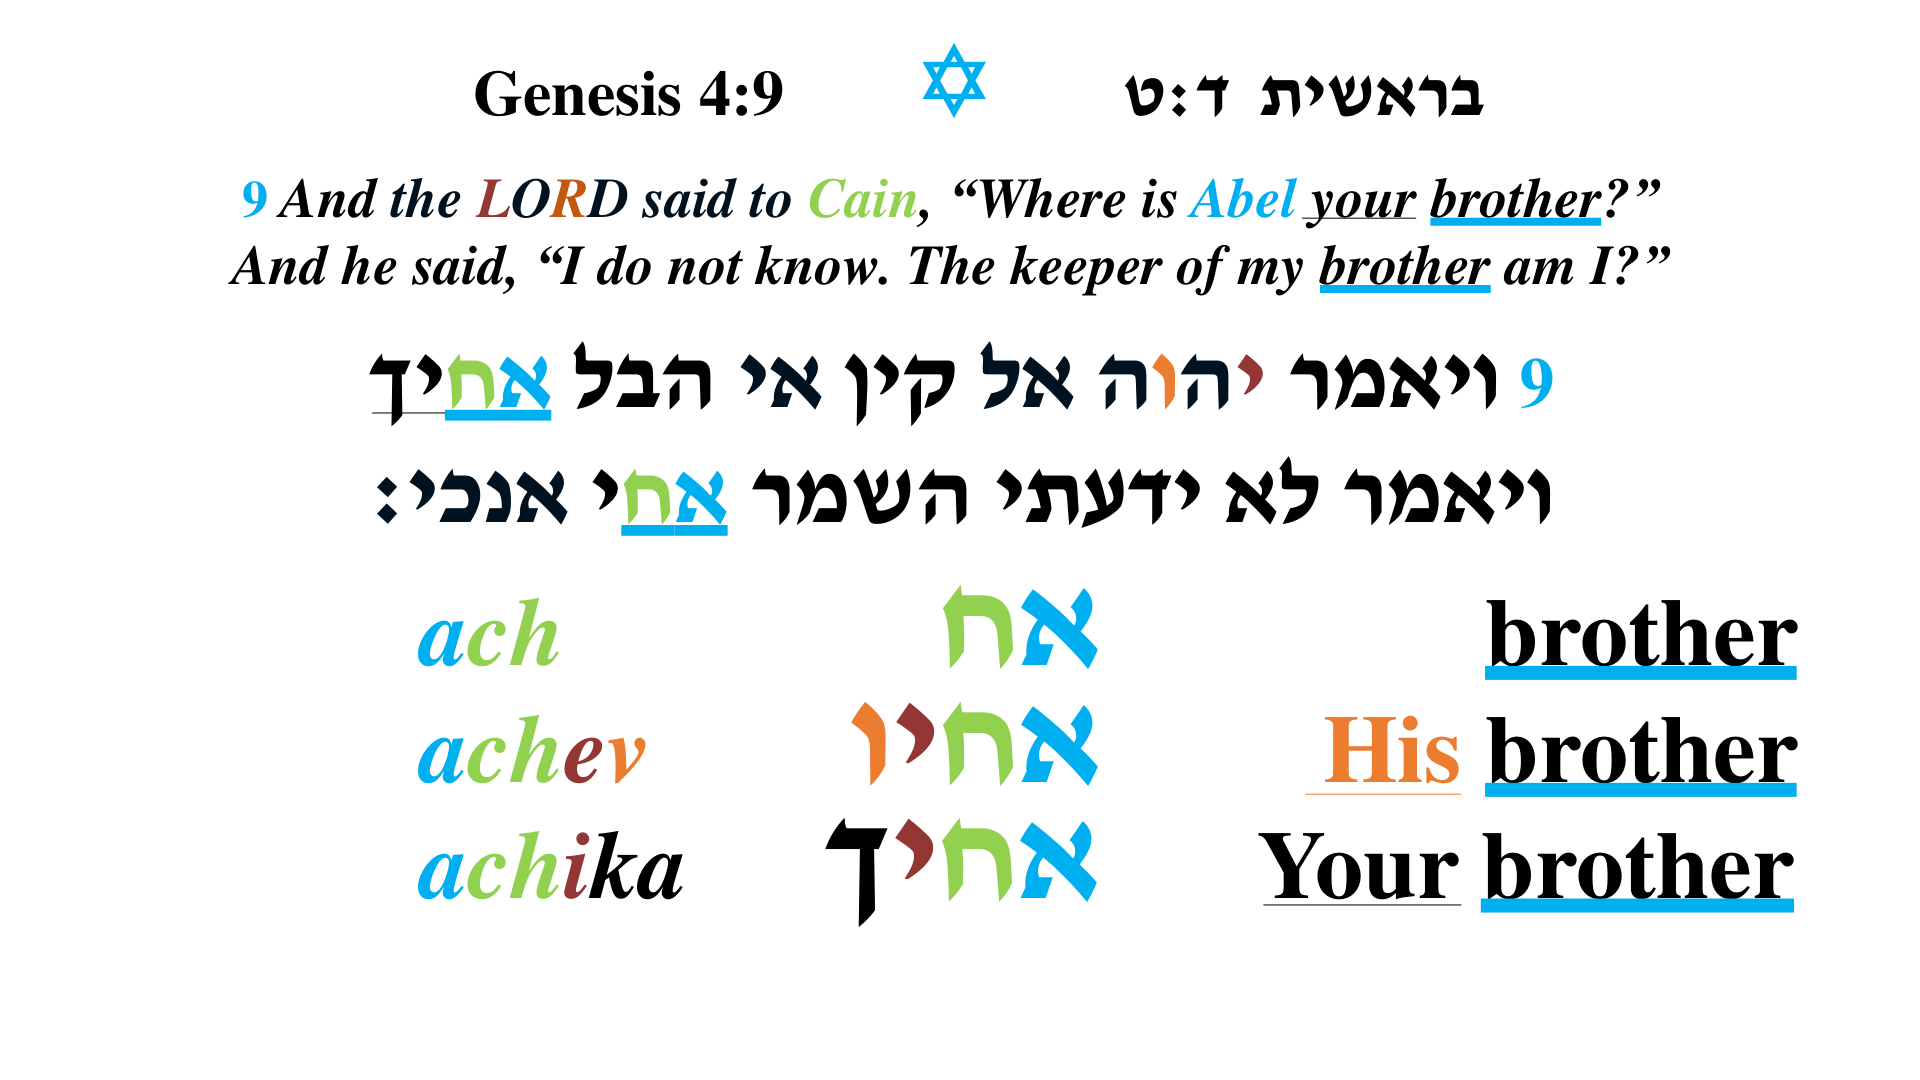 Genesis 4:9 ✡ בראשית ד:ט
9 And the LORD said to Cain, “Where is Abel your brother?”
And he said, “I do not know. The keeper of my brother am I?”
9 ויאמר יהוה אל קין אי הבל אחיך
ויאמר לא ידעתי השמר אחי אנכי:
ach אח brother
achev אחיו His brother
achika אחיך Your brother